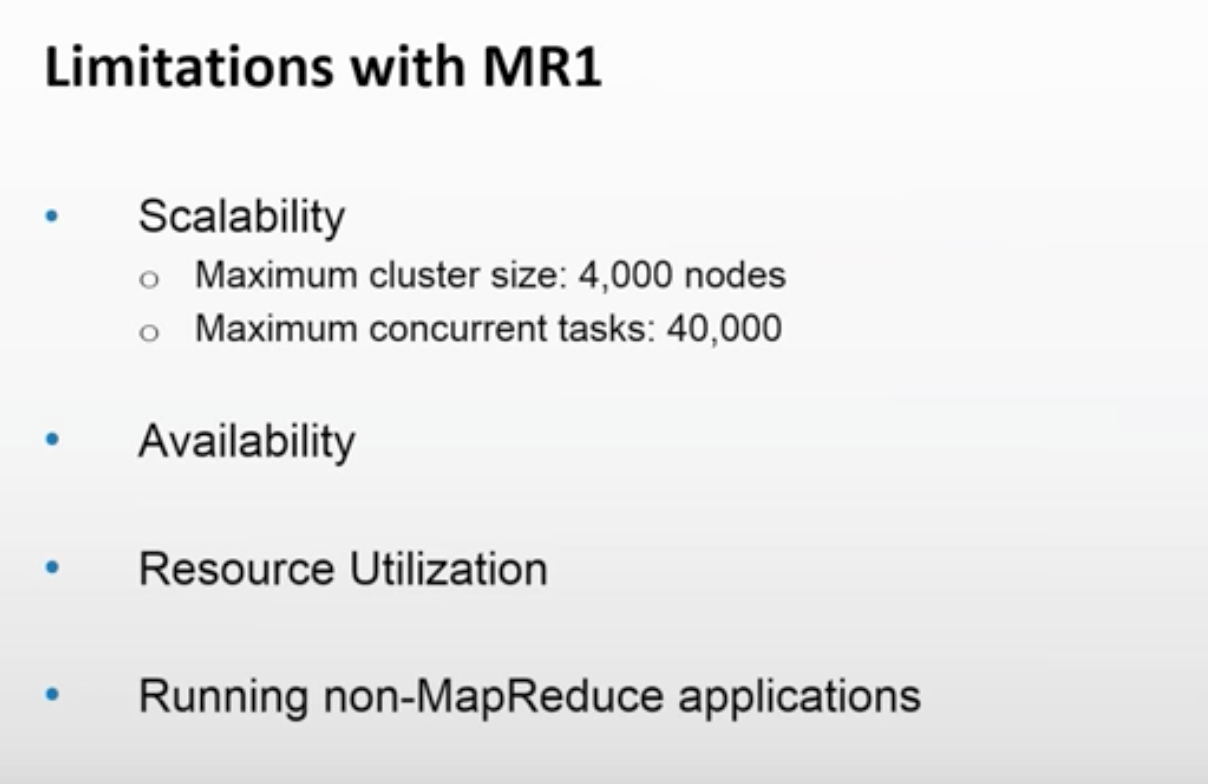 Limitations with MR1
• Scalability
o Maximum cluster size: 4,000 nodes
o Maximum concurrent tasks: 40,000
• Availability
• Resource Utilization
• Running non-MapReduce applications